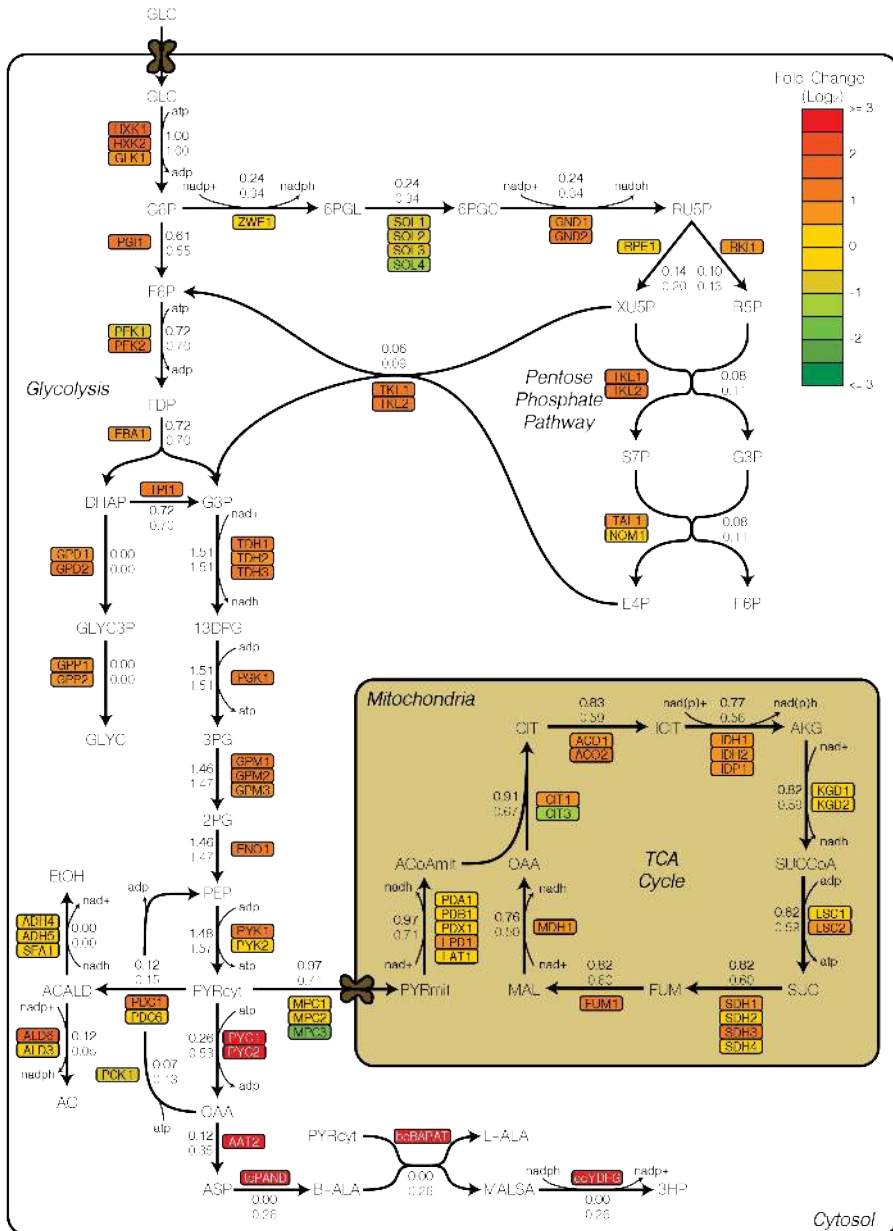 GLC
GLC
Fold Change
(Log₂)
>= 3
2
1
0
-1
-2
<= 3
atp
HXK1
HXK2
GLK1
1.00
1.00
adp
G6P
nadp+
0.24
0.34
nadph
ZWF1
6PGL
0.24
0.34
SOL1
SOL2
SOL3
SOL4
6PGC
nadp+
0.24
0.34
nadph
GND1
GND2
RU5P
PGI1
0.61
0.55
RPE1
RKI1
0.14
0.20
0.10
0.13
F6P
XU5P
R5P
atp
PFK1
PFK2
0.72
0.70
adp
0.06
0.09
TKL1
TKL2
Glycolysis
Pentose
Phosphate
Pathway
TKL1
TKL2
0.08
0.11
FDP
FBA1
0.72
0.70
S7P
G3P
DHAP
TPI1
0.72
0.70
G3P
TAL1
NQM1
0.08
0.11
GPD1
GPD2
0.00
0.00
nad+
1.51
1.51
TDH1
TDH2
TDH3
nadh
E4P
F6P
GLYC3P
13DPG
GPP1
GPP2
0.00
0.00
adp
1.51
1.51
PGK1
atp
GLYC
3PG
1.46
1.47
GPM1
GPM2
GPM3
2PG
1.46
1.47
ENO1
PEP
Mitochondria
CIT
0.83
0.59
ACO1
ACO2
ICIT
nad(p)+
0.77
0.56
nad(p)h
IDH1
IDH2
IDP1
AKG
nad+
0.82
0.59
KGD1
KGD2
nadh
0.91
0.67
CIT1
CIT3
ACoAmit
OAA
TCA
Cycle
SUCCoA
adp
0.82
0.59
LSC1
LSC2
atp
nadh
0.97
0.71
nad+
PDA1
PDB1
PDX1
LPD1
LAT1
nadh
0.76
0.50
MDH1
nad+
PYRmit
MAL
0.82
0.60
FUM1
FUM
0.82
0.60
SDH1
SDH2
SDH3
SDH4
SUC
EtOH
nad+
ADH4
ADH5
SFA1
0.00
0.00
nadh
adp
adp
1.48
1.57
PYK1
PYK2
atp
ACALD
0.12
0.15
PDC1
PDC6
PYRcyt
0.97
0.71
MPC1
MPC2
MPC3
nadp+
ALD6
ALD3
0.12
0.05
nadph
AC
PCK1
0.07
0.13
atp
atp
0.26
0.53
PYC1
PYC2
adp
OAA
0.12
0.35
AAT2
ASP
tcPAND
0.00
0.26
B-ALA
PYRcyt
bcBAPAT
0.00
0.26
L-ALA
MALSA
nadph
ecYDFG
0.00
0.26
nadp+
3HP
Cytosol